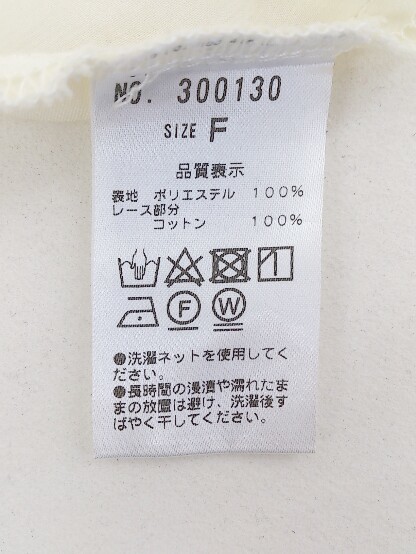 NO. 300130
SIZE F
品質表示
表地 ポリエステル 100%
レース部分
コットン 100%
F W
●洗濯ネットを使用してく
ださい。
●長時間の浸漬や濡れたま
まの放置は避け、洗濯後す
ばやく干してください。